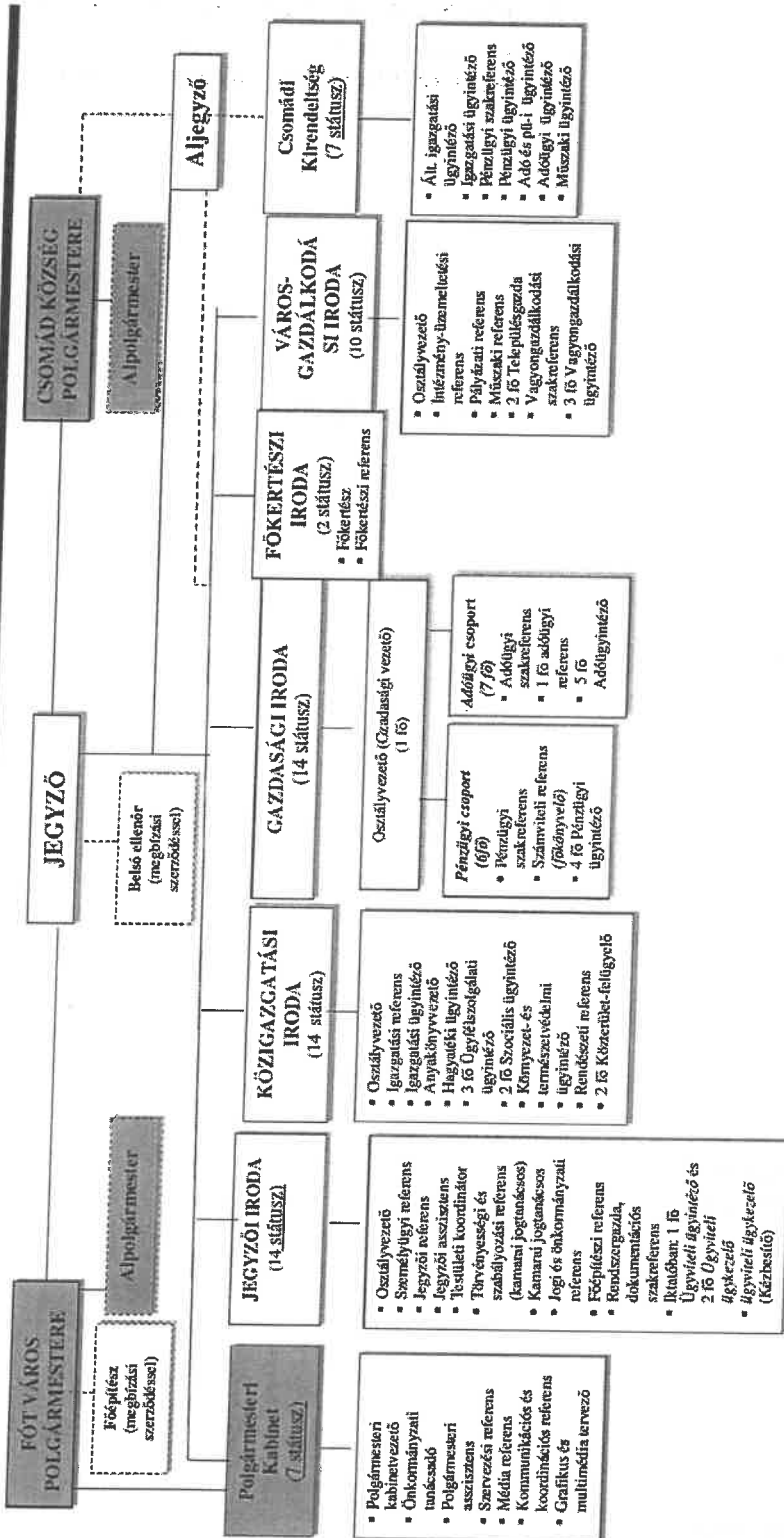 FÓT VÁROS
POLGÁRMESTERE
Főépítész
(megbízási
szerződéssel)
Alpolgármester
JEGYZŐ
Belső ellenőr
(megbízási
szerződéssel)
CSOMÁD KÖZSÉG
POLGÁRMESTERE
Alpolgármester
Aljegyző
Polgármesteri
Kabinet
(7 státusz)
▪ Polgármesteri
kabinetvezető
▪ Önkormányzati
tanácsadó
▪ Polgármesteri
asszisztens
▪ Szervezési referens
▪ Média referens
▪ Kommunikációs és
koordinációs referens
▪ Grafikus és
multimédia tervező
JEGYZŐI IRODA
(14 státusz)
▪ Osztályvezető
▪ Személyügyi referens
▪ Jegyzői referens
▪ Jegyzői asszisztens
▪ Testületi koordinátor
▪ Törvényességi és
szabályozási referens
(kamarai jogtanácsos)
▪ Kamarai jogtanácsos
▪ Jogi és önkormányzati
referens
▪ Főépítészi referens
▪ Rendszergazda,
dokumentációs
szakreferens
▪ Iktatóban: 1 fő
Ügyviteli ügyintéző és
2 fő Ügyviteli
ügykezelő
▪ ügyviteli ügykezelő
(Kézbesítő)
KÖZIGAZGATÁSI
IRODA
(14 státusz)
▪ Osztályvezető
▪ Igazgatási referens
▪ Igazgatási ügyintéző
▪ Anyakönyvvezető
▪ Hagyatéki ügyintéző
▪ 3 fő Ügyfélszolgálati
ügyintéző
▪ 2 fő Szociális ügyintéző
▪ Környezet- és
▪ természetvédelmi
▪ ügyintéző
▪ Rendészeti referens
▪ 2 fő Közterület-felügyelő
GAZDASÁGI IRODA
(14 státusz)
Osztályvezető (Gzadasági vezető)
(1 fő)
Pénzügyi csoport
(6fő)
▪ Pénzügyi
szakreferens
▪ Számviteli referens
(főkönyvelő)
▪ 4 fő Pénzügyi
ügyintéző
Adóügyi csoport
(7 fő)
▪ Adóügyi
szakreferens
▪ 1 fő adóügyi
referens
▪ 5 fő
Adóügyintéző
FŐKERTÉSZI
IRODA
(2 státusz)
▪ Főkertész
▪ Főkertészi referens
VÁROS-
GAZDÁLKODÁ
SI IRODA
(10 státusz)
▪ Osztályvezető
▪ Intézmény-üzemeltetési
referens
▪ Pályázati referens
▪ Műszaki referens
▪ 2 fő Településgazda
▪ Vagyongazdálkodási
szakreferens
▪ 3 fő Vagyongazdálkodási
ügyintéző
Csomádi
Kirendeltség
(7 státusz)
▪ Ált. igazgatási
ügyintéző
▪ Igazgatási ügyintéző
▪ Pénzügyi szakreferens
▪ Pénzügyi ügyintéző
▪ Adó és pü-i ügyintéző
▪ Adóügyi ügyintéző
▪ Műszaki ügyintéző